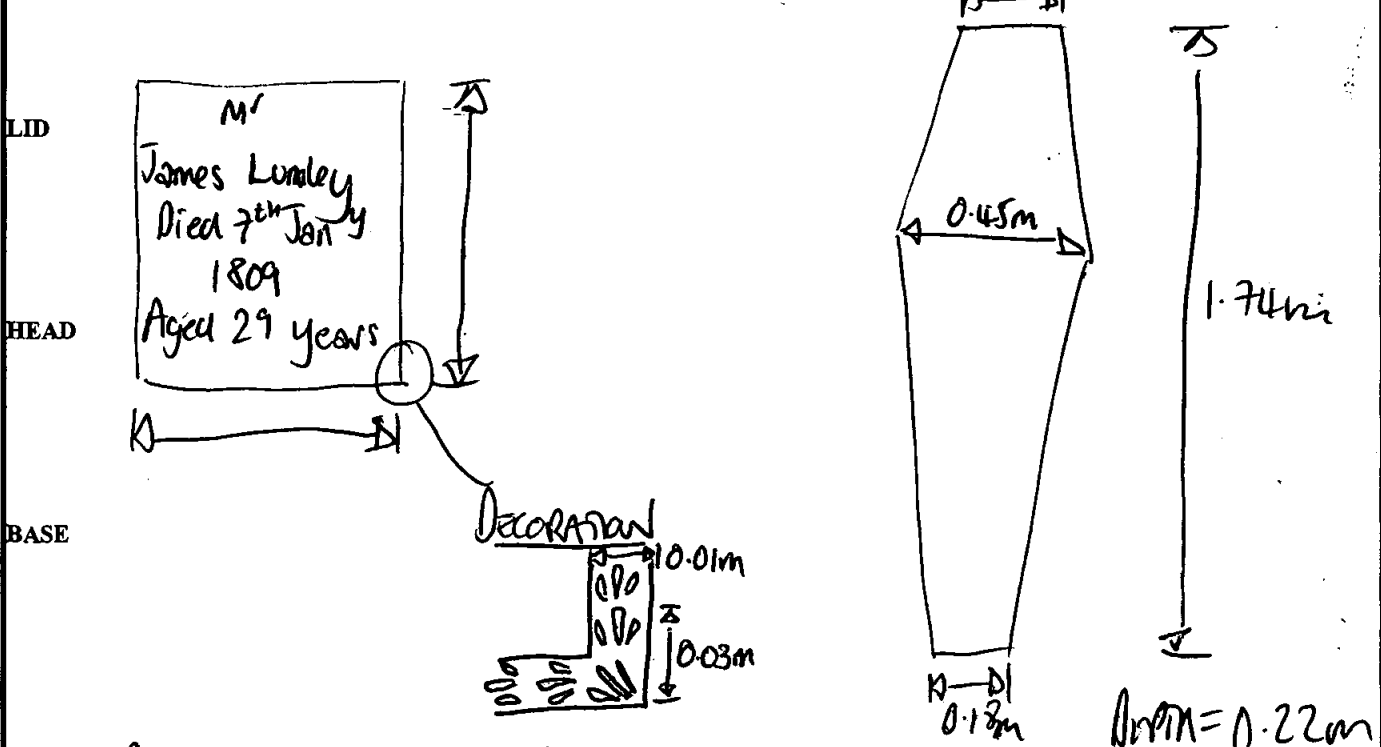 LID
HEAD
BASE
Mr
James Lumley
Died 7th Jany
1809
Aged 29 years
DECORATION
0.01m
0.03m
0.45m
1.74m
0.18m
Depth = 0.22m